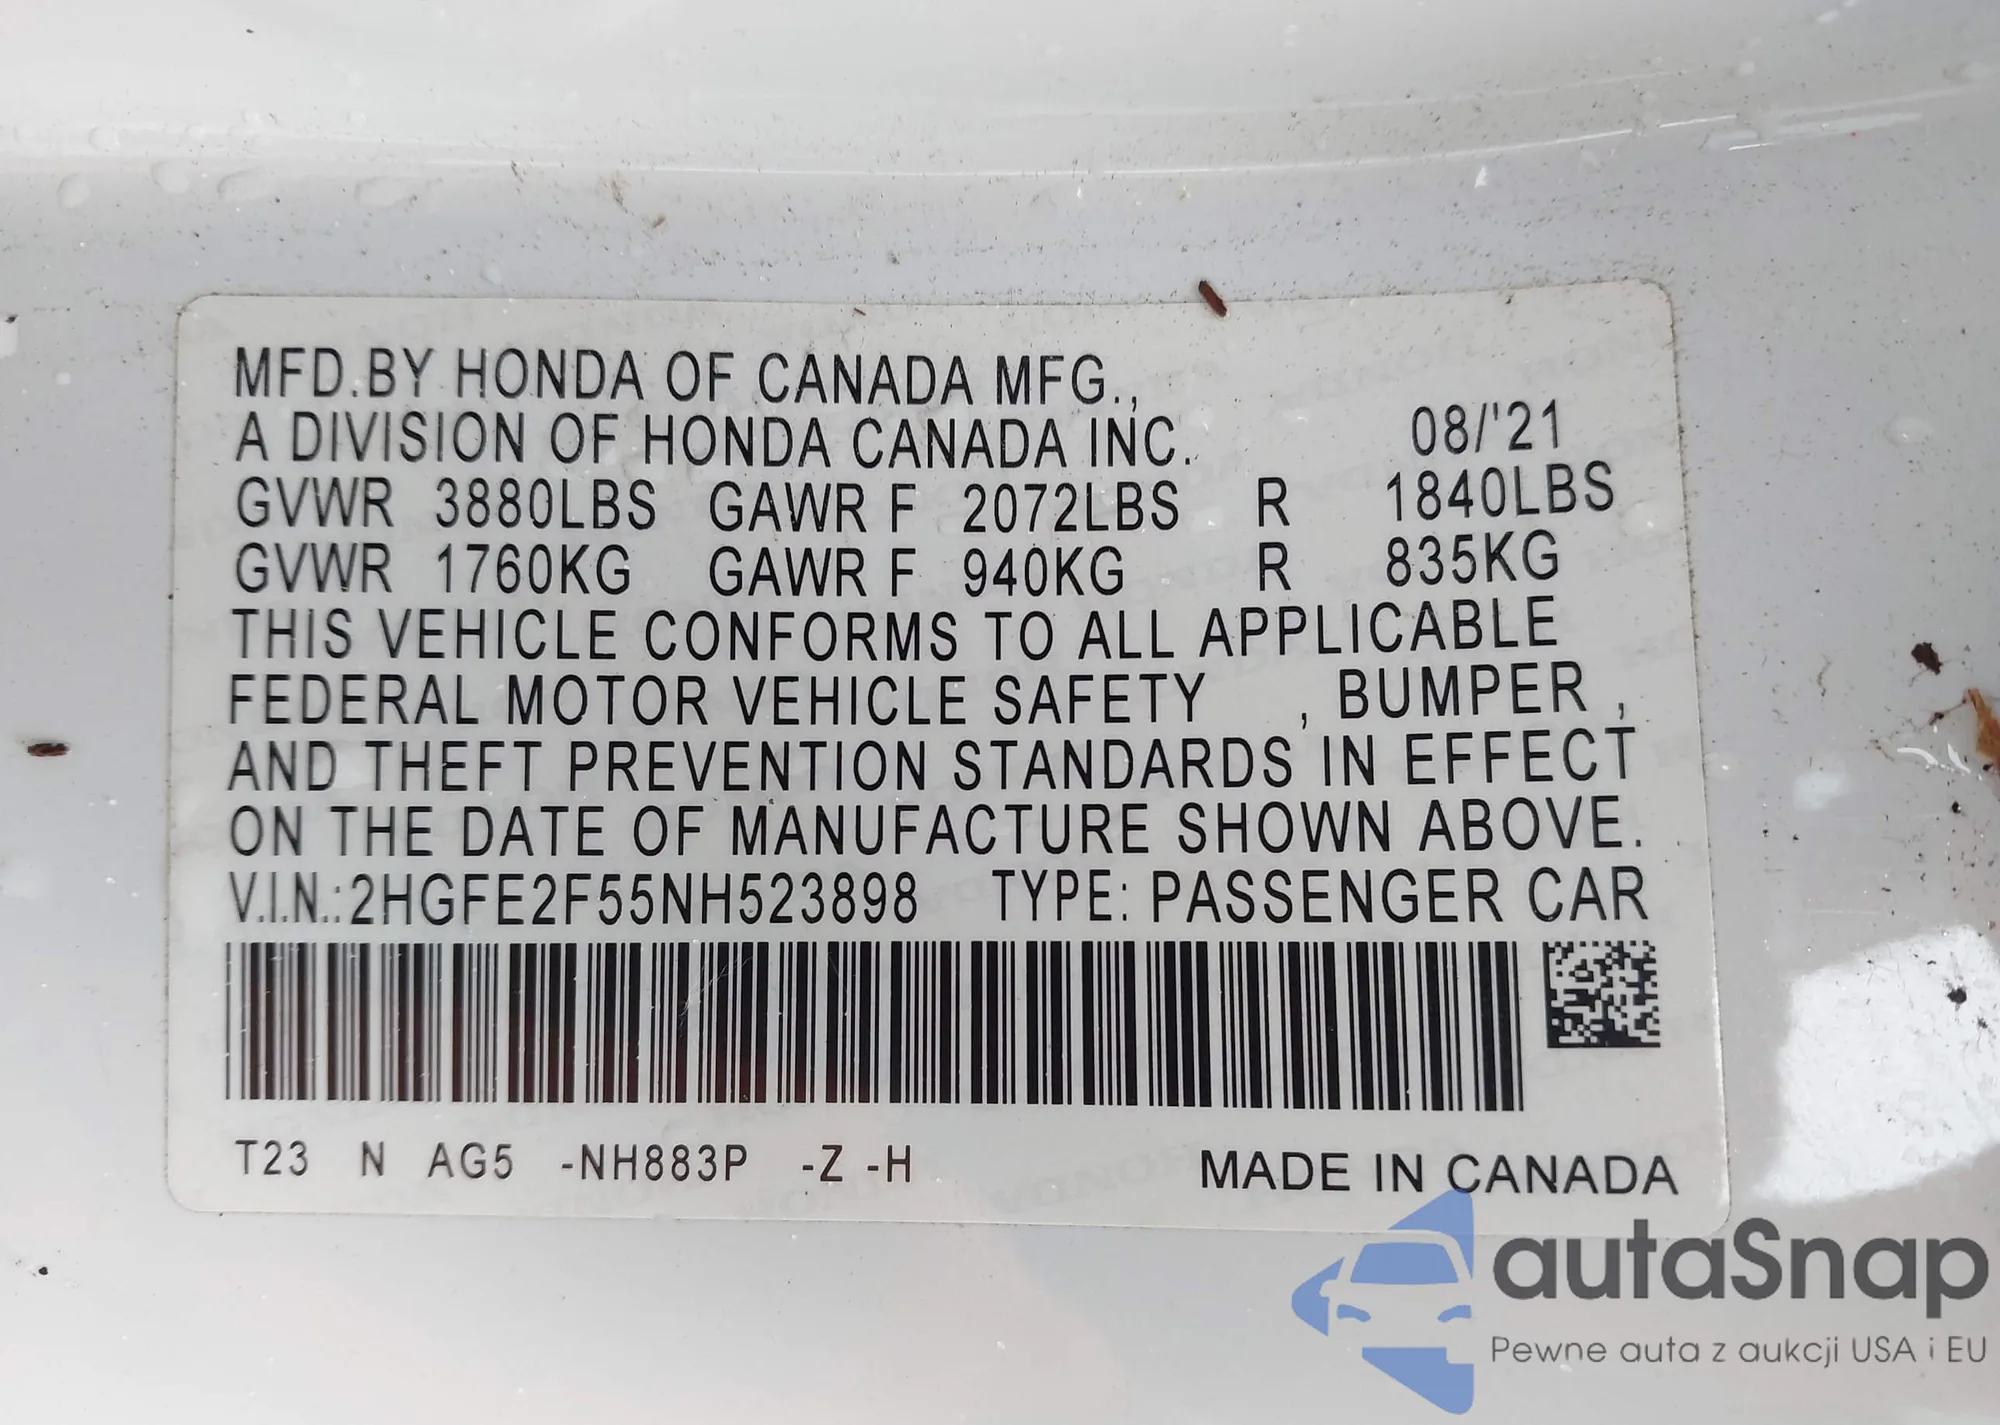 MFD.BY HONDA OF CANADA MFG.,
A DIVISION OF HONDA CANADA INC. 08/'21
GVWR 3880LBS GAWR F 2072LBS R 1840LBS
GVWR 1760KG GAWR F 940KG R 835KG
THIS VEHICLE CONFORMS TO ALL APPLICABLE
FEDERAL MOTOR VEHICLE SAFETY , BUMPER ,
AND THEFT PREVENTION STANDARDS IN EFFECT
ON THE DATE OF MANUFACTURE SHOWN ABOVE.
V.I.N.:2HGFE2F55NH523898 TYPE: PASSENGER CAR
T23 N AG5 -NH883P -Z -H MADE IN CANADA
autaSnap
Pewne auta z aukcji USA i EU